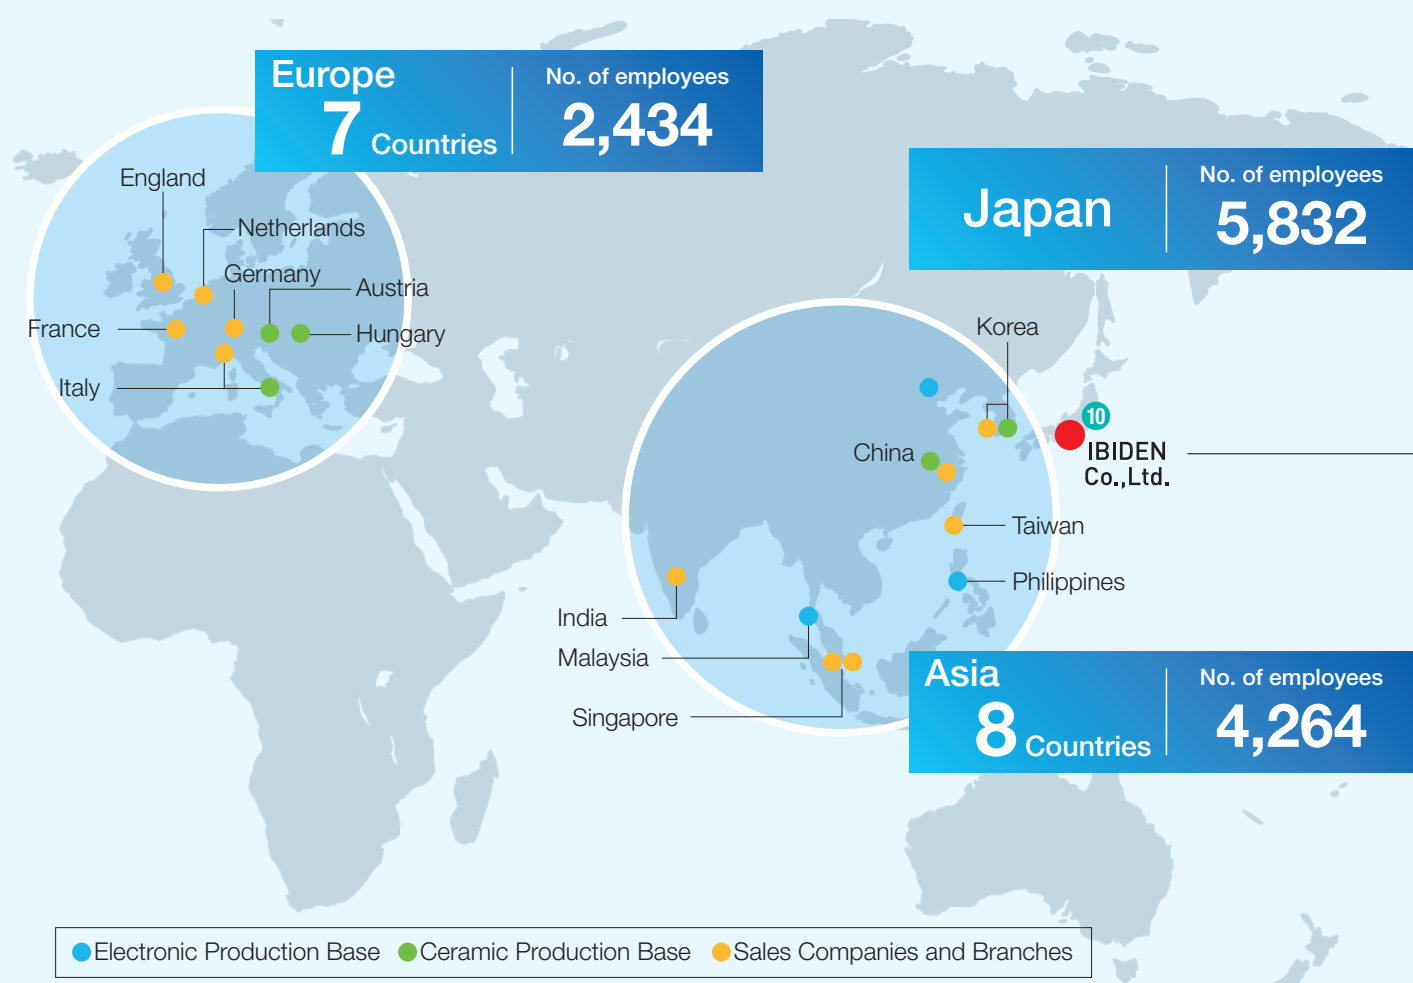 Europe
7 Countries
No. of employees
2,434
Japan
No. of employees
5,832
England
Netherlands
Germany
Austria
France
Hungary
Italy
Korea
10
IBIDEN
Co.,Ltd.
China
Taiwan
Philippines
India
Malaysia
Singapore
Asia
8 Countries
No. of employees
4,264
Electronic Production Base
Ceramic Production Base
Sales Companies and Branches